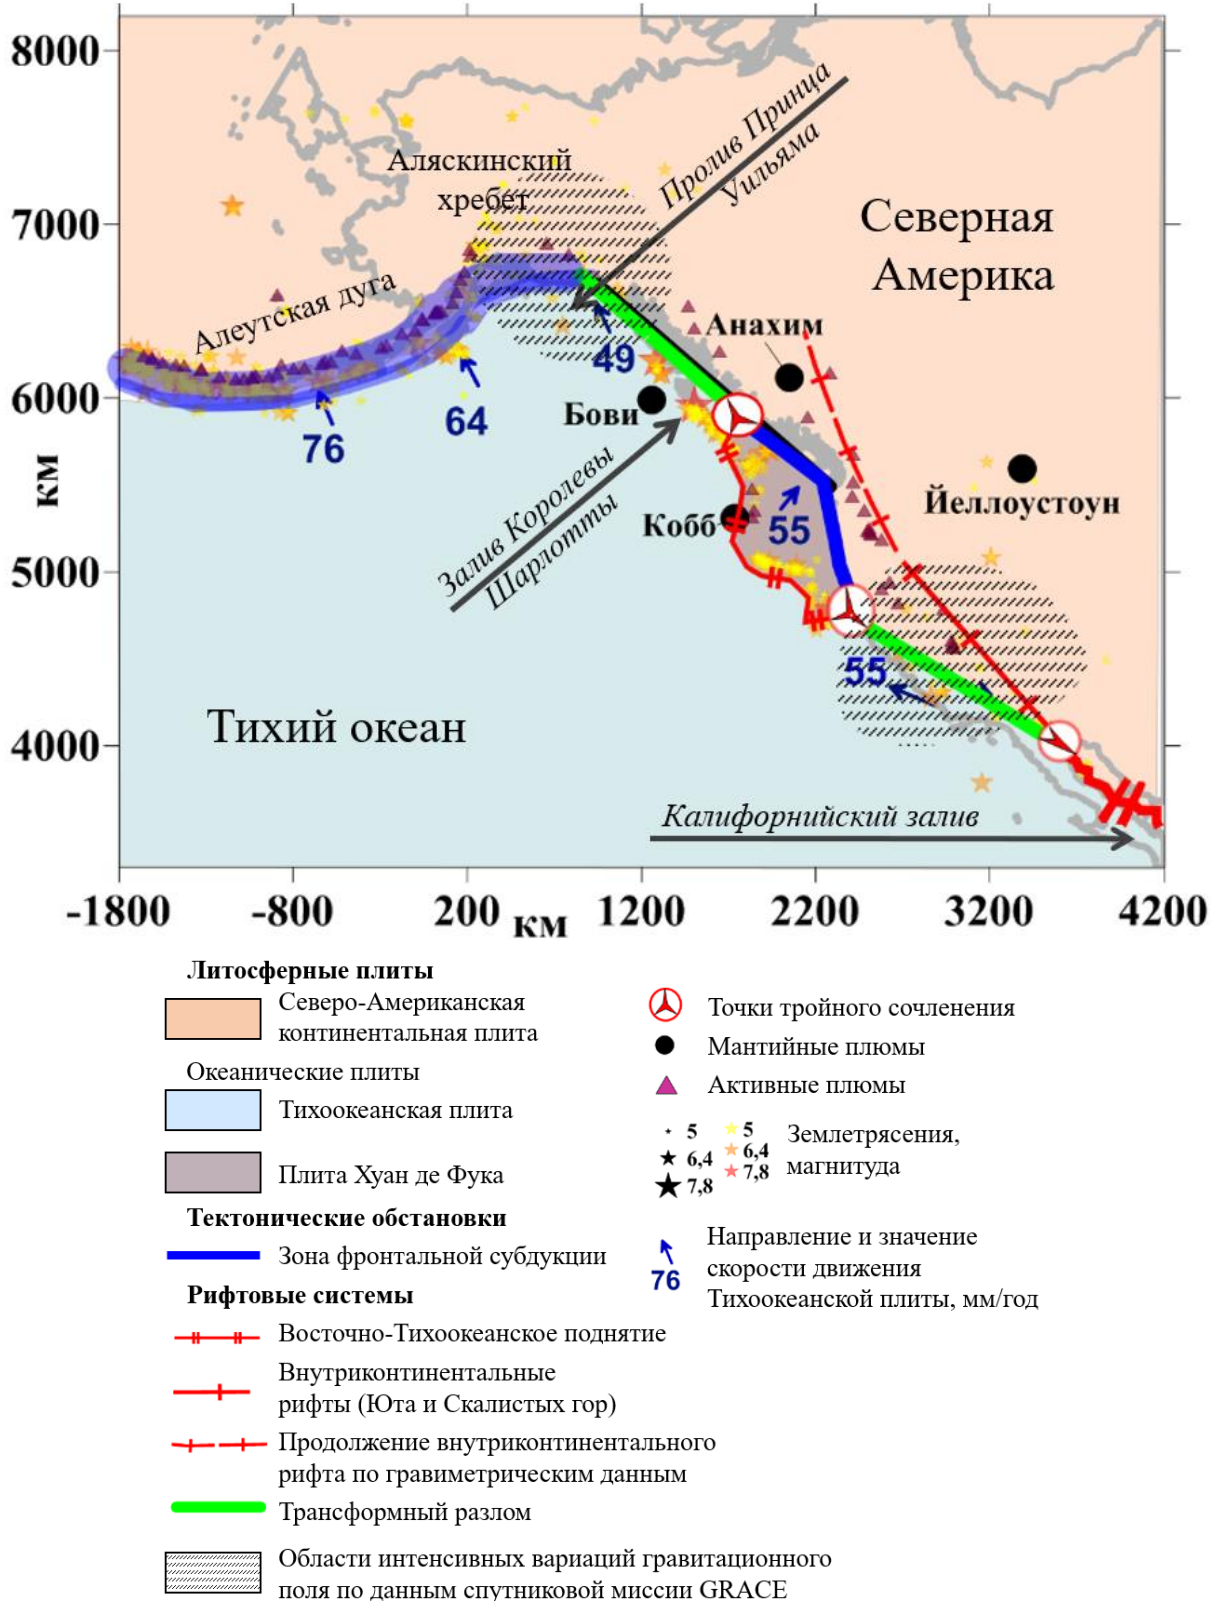 8000
7000
6000
5000
4000
км
-1800
-800
200
км
1200
2200
3200
4200
Пролив Принца
Уильяма
Аляскинский
хребет
Северная
Америка
Алеутская дуга
Анахим
49
Бови
64
76
Йеллоустоун
Кобб
55
Залив Королевы
Шарлотты
55
Тихий океан
Калифорнийский залив
Литосферные плиты
Северо-Американская
континентальная плита
Океанические плиты
Тихоокеанская плита
Плита Хуан де Фука
Тектонические обстановки
Зона фронтальной субдукции
Рифтовые системы
Восточно-Тихоокеанское поднятие
Внутриконтинентальные
рифты (Юта и Скалистых гор)
Продолжение внутриконтинентального
рифта по гравиметрическим данным
Трансформный разлом
Области интенсивных вариаций гравитационного
поля по данным спутниковой миссии GRACE
Точки тройного сочленения
Мантийные плюмы
Активные плюмы
5 5
6,4 6,4
7,8 7,8
Землетрясения,
магнитуда
76
Направление и значение
скорости движения
Тихоокеанской плиты, мм/год